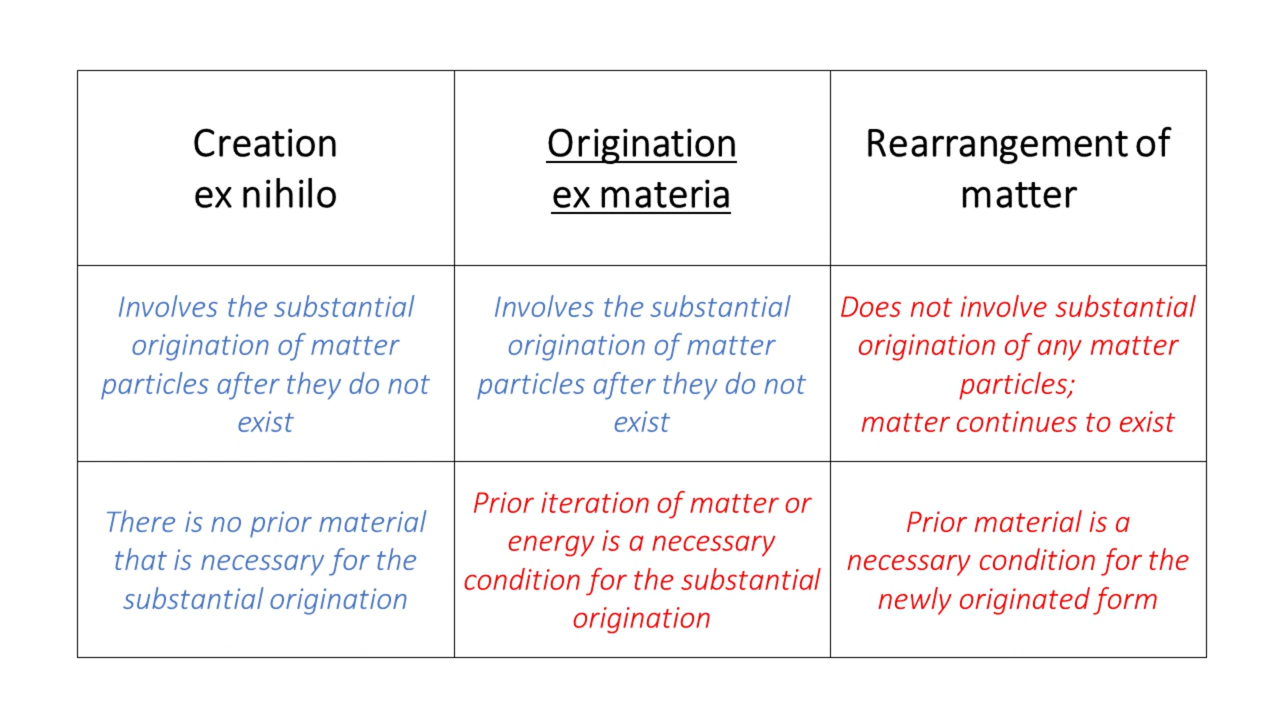 Creation
ex nihilo
Origination
ex materia
Rearrangement of
matter
Involves the substantial
origination of matter
particles after they do not
exist
Involves the substantial
origination of matter
particles after they do not
exist
Does not involve substantial
origination of any matter
particles;
matter continues to exist
There is no prior material
that is necessary for the
substantial origination
Prior iteration of matter or
energy is a necessary
condition for the substantial
origination
Prior material is a
necessary condition for the
newly originated form